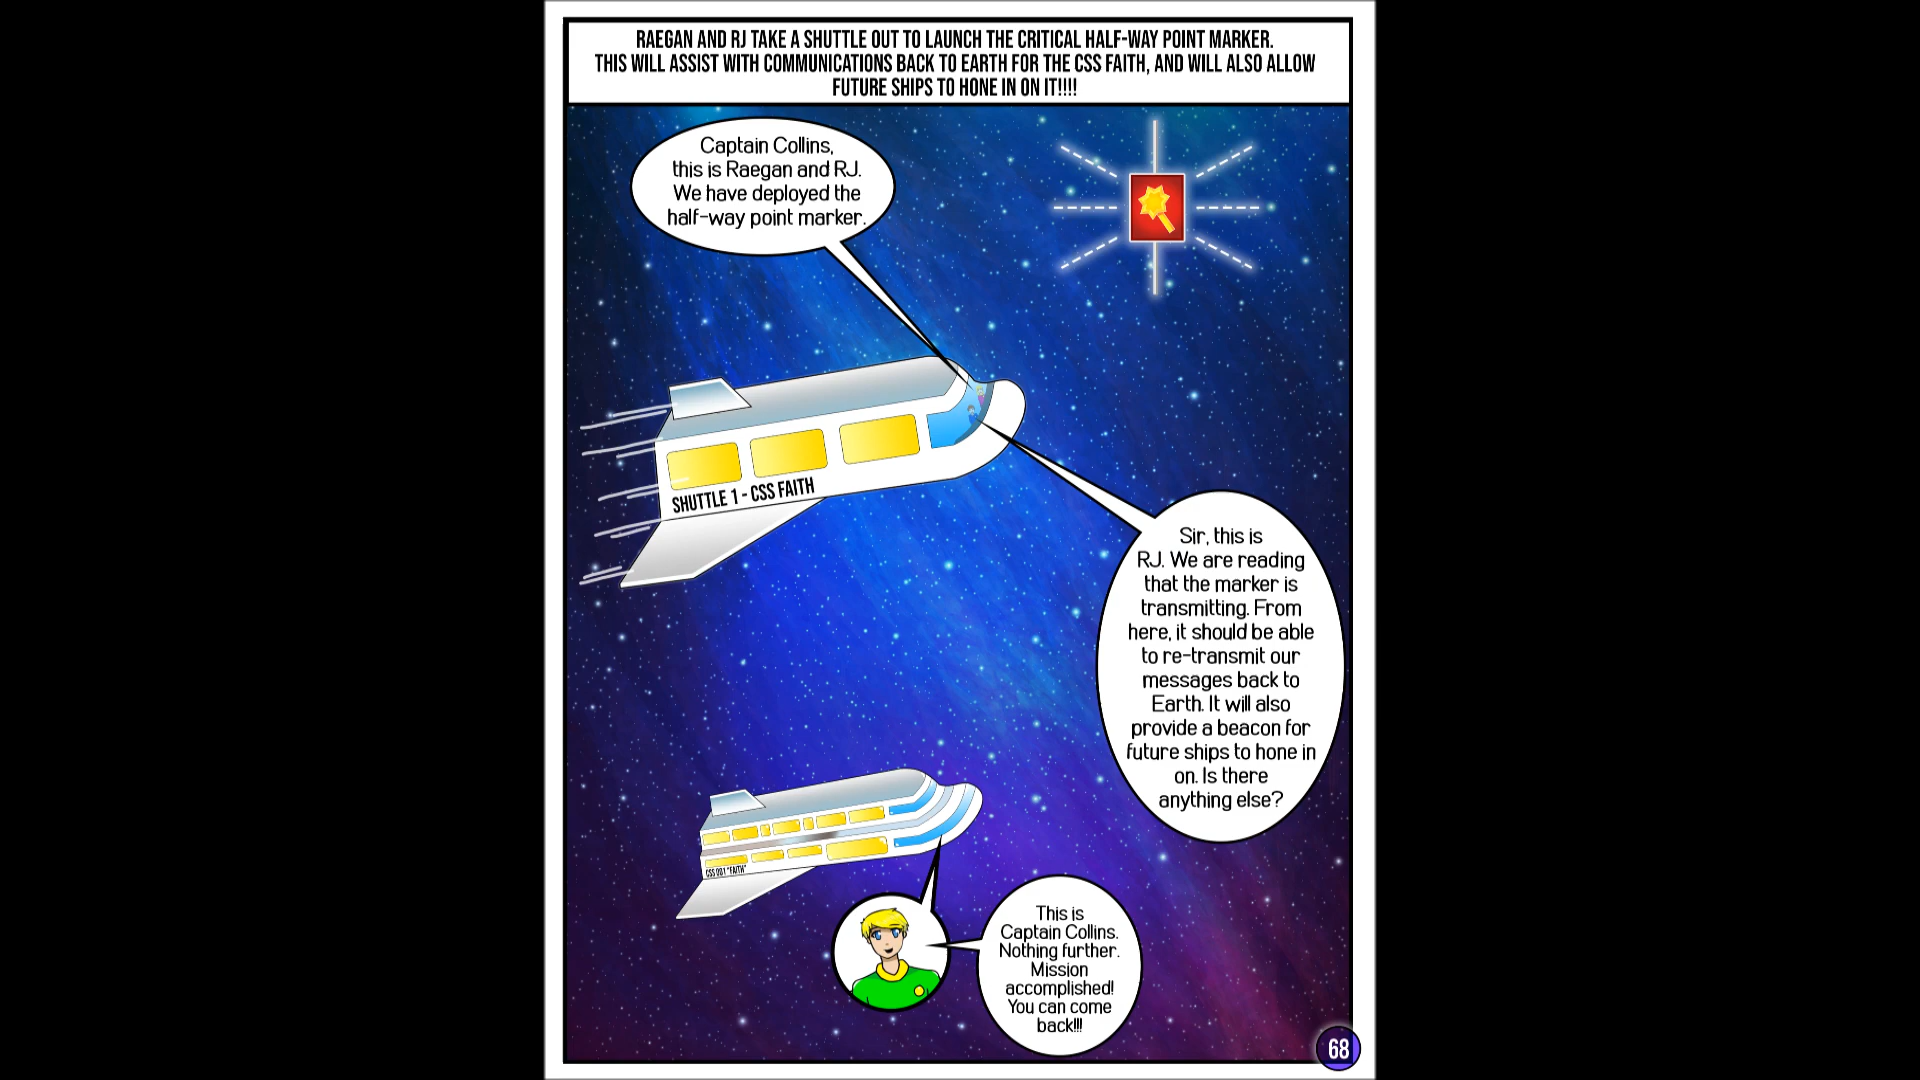 RAEGAN AND RJ TAKE A SHUTTLE OUT TO LAUNCH THE CRITICAL HALF-WAY POINT MARKER.
THIS WILL ASSIST WITH COMMUNICATIONS BACK TO EARTH FOR THE CSS FAITH, AND WILL ALSO ALLOW
FUTURE SHIPS TO HONE IN ON IT!!!!
Captain Collins,
this is Raegan and RJ.
We have deployed the
half-way point marker.
SHUTTLE 1 - CSS FAITH
Sir, this is
RJ. We are reading
that the marker is
transmitting. From
here, it should be able
to re-transmit our
messages back to
Earth. It will also
provide a beacon for
future ships to hone in
on. Is there
anything else?
CSS 001 "FAITH"
This is
Captain Collins.
Nothing further.
Mission
accomplished!
You can come
back!!!
68